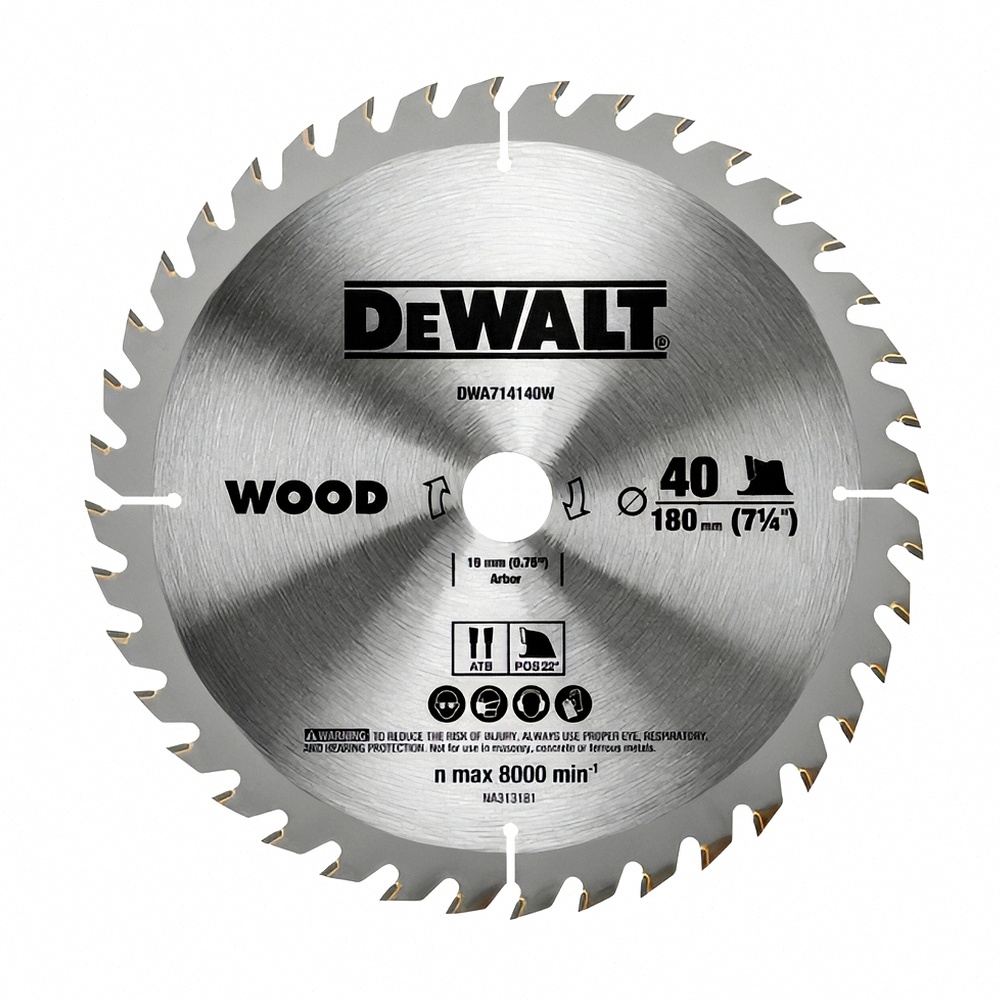 DeWALT®
DWA714140W
WOOD
Ø 40
180 mm (7¼")
16 mm (0.75")
Arbor
ATB
POS 22°
WARNING: TO REDUCE THE RISK OF INJURY, ALWAYS USE PROPER EYE, RESPIRATORY,
AND HEARING PROTECTION. Not for use in masonry, concrete or ferrous metals.
n max 8000 min⁻¹
NA313181